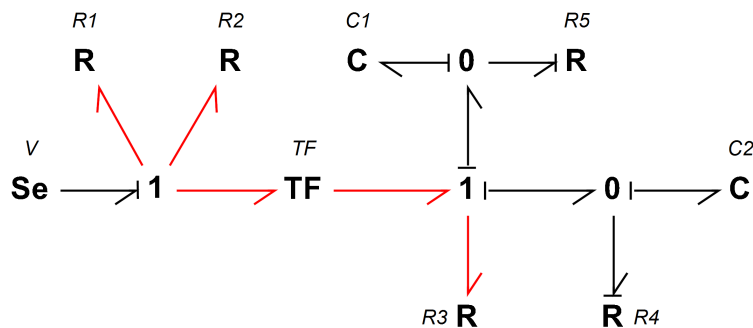 R1 R2 C1 R5
R R C 0 R
V TF C2
Se 1 TF 1 0 C
R3 R R R4